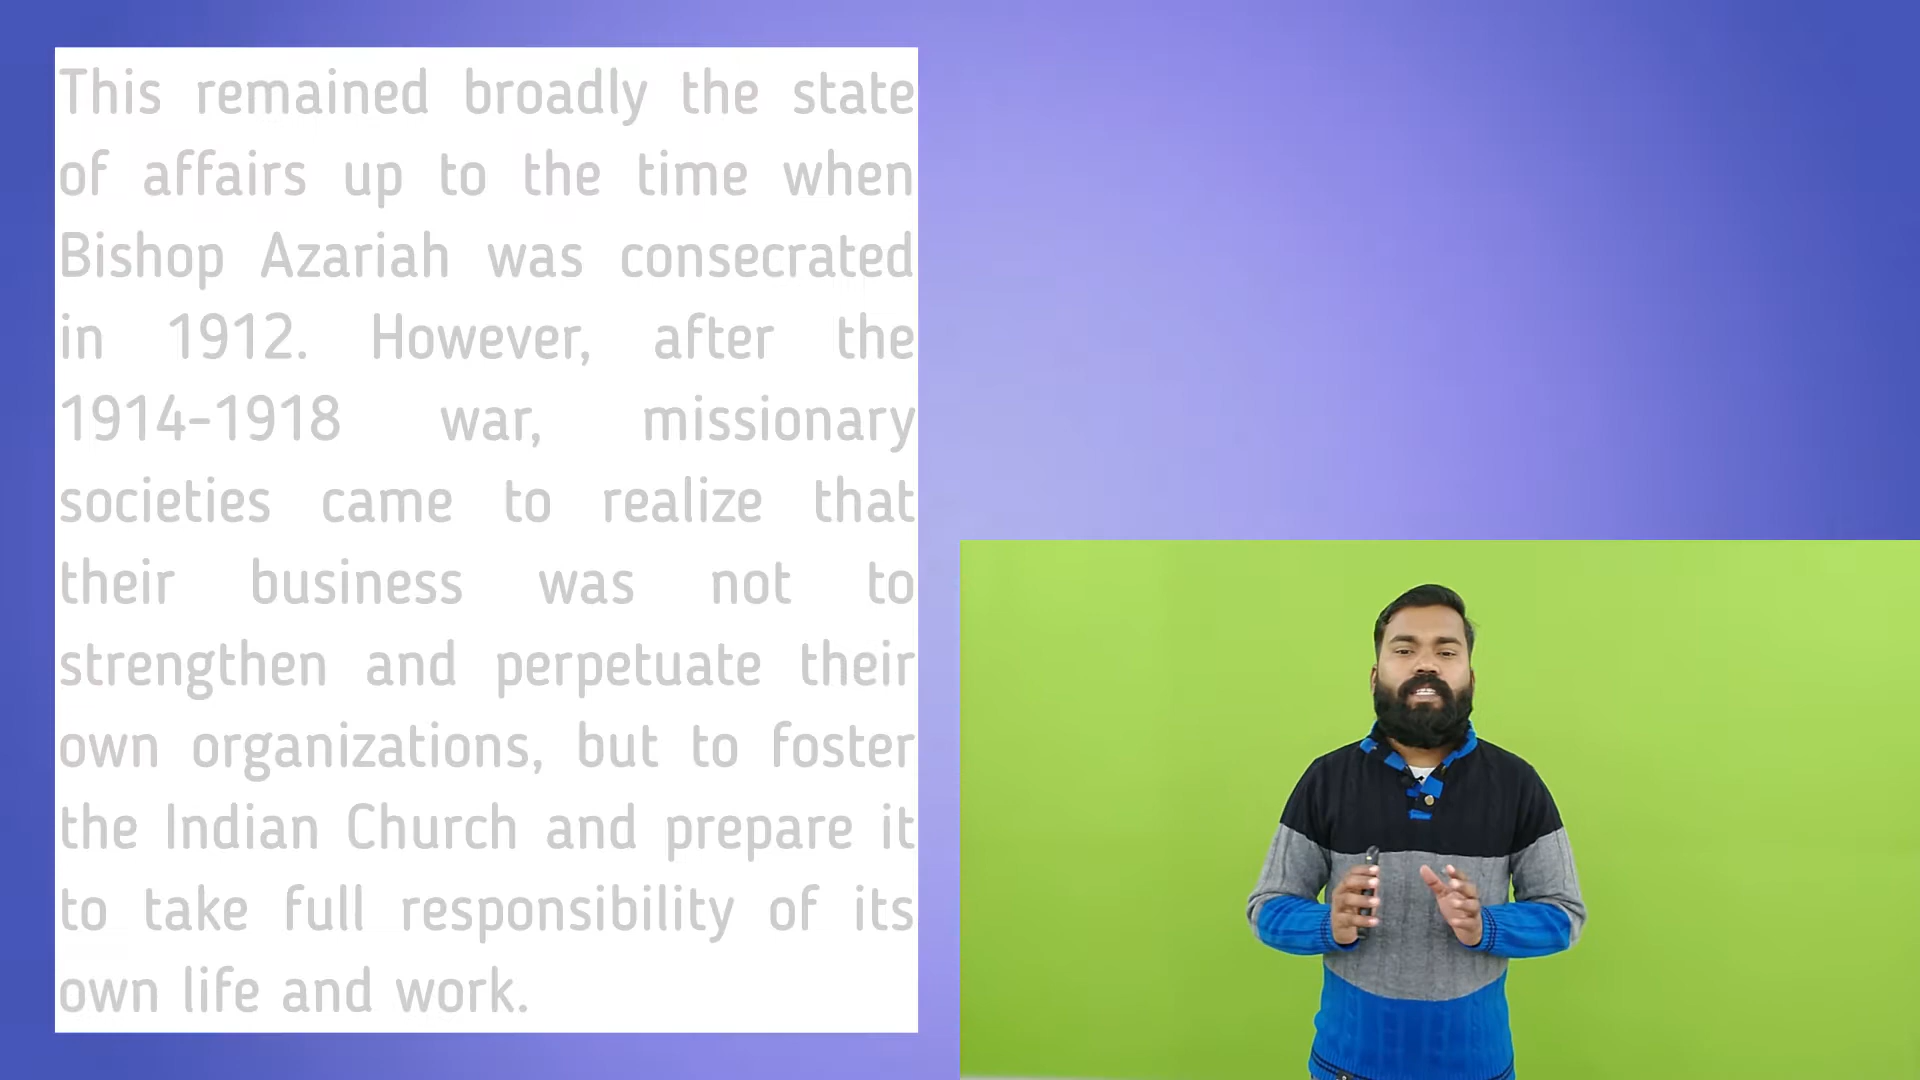 This remained broadly the state
of affairs up to the time when
Bishop Azariah was consecrated
in 1912. However, after the
1914-1918 war, missionary
societies came to realize that
their business was not to
strengthen and perpetuate their
own organizations, but to foster
the Indian Church and prepare it
to take full responsibility of its
own life and work.